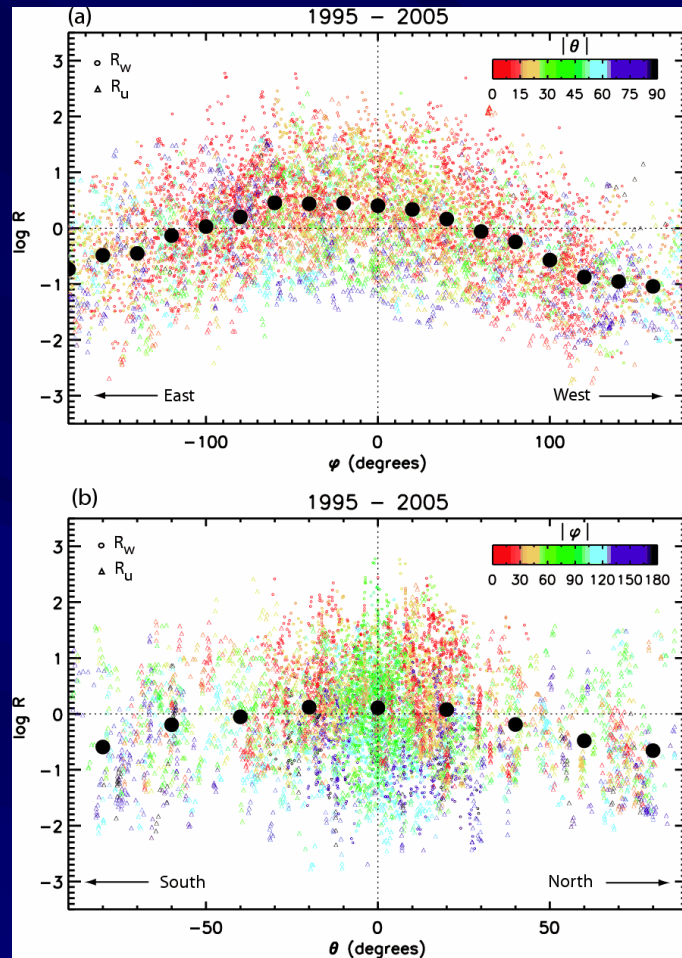 (a)
1995 – 2005
○ R_w
△ R_u
|θ|
0 15 30 45 60 75 90
3
2
1
0
−1
−2
−3
log R
East
West
−100 0 100
φ (degrees)
(b)
1995 – 2005
○ R_w
△ R_u
|φ|
0 30 60 90 120 150 180
3
2
1
0
−1
−2
−3
log R
South
North
−50 0 50
θ (degrees)